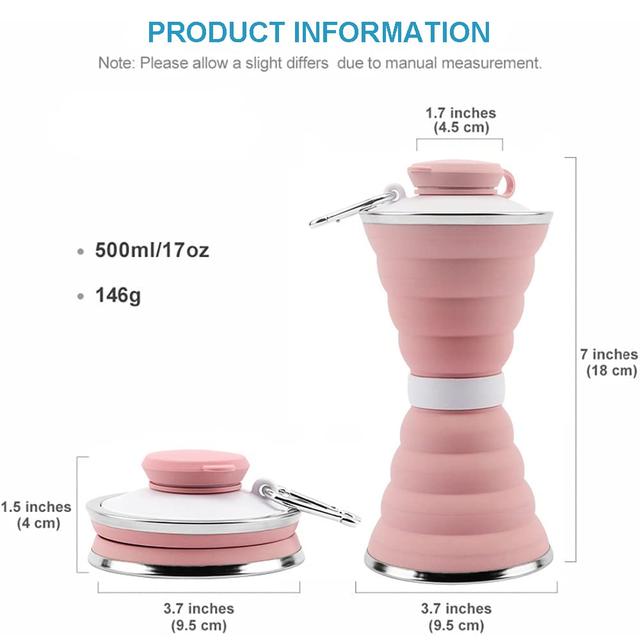 PRODUCT INFORMATION
Note: Please allow a slight differs due to manual measurement.
1.7 inches
(4.5 cm)
• 500ml/17oz
• 146g
7 inches
(18 cm)
1.5 inches
(4 cm)
3.7 inches
(9.5 cm)
3.7 inches
(9.5 cm)